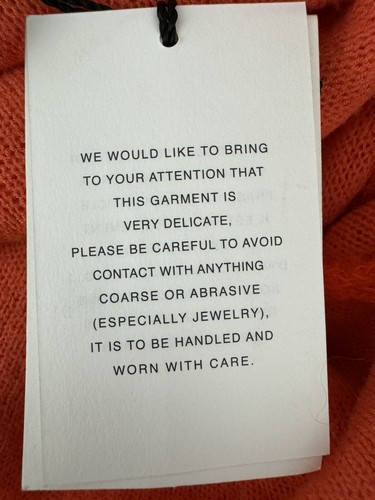 WE WOULD LIKE TO BRING
TO YOUR ATTENTION THAT
THIS GARMENT IS
VERY DELICATE,
PLEASE BE CAREFUL TO AVOID
CONTACT WITH ANYTHING
COARSE OR ABRASIVE
(ESPECIALLY JEWELRY),
IT IS TO BE HANDLED AND
WORN WITH CARE.